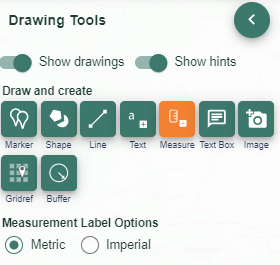 Drawing Tools
Show drawings Show hints
Draw and create
a
Marker Shape Line Text Measure Text Box Image
Gridref Buffer
Measurement Label Options
Metric Imperial